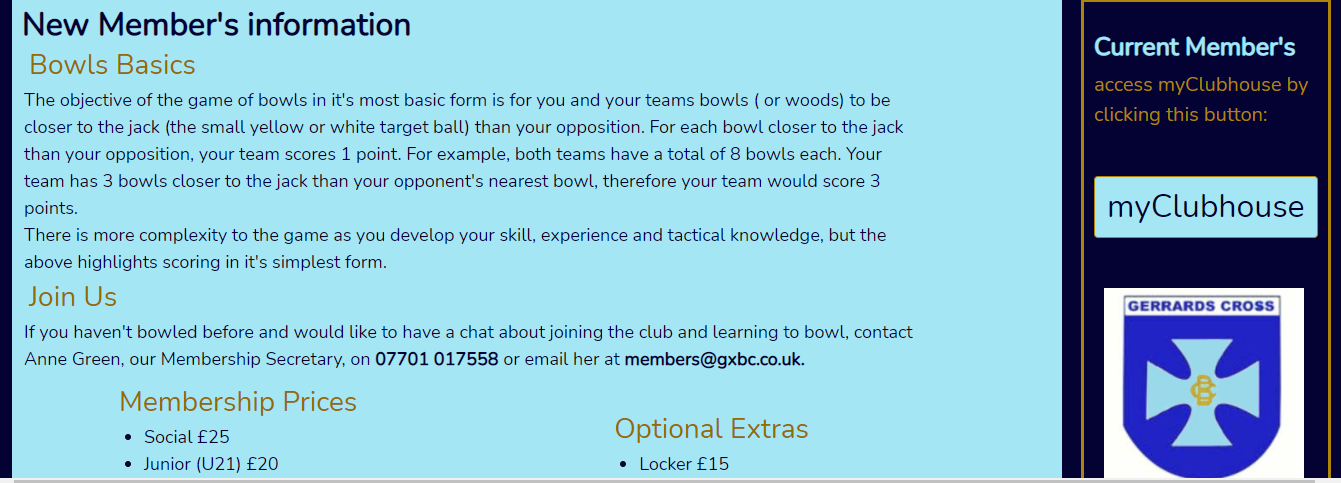 New Member's information
Bowls Basics
The objective of the game of bowls in it's most basic form is for you and your teams bowls ( or woods) to be
closer to the jack (the small yellow or white target ball) than your opposition. For each bowl closer to the jack
than your opposition, your team scores 1 point. For example, both teams have a total of 8 bowls each. Your
team has 3 bowls closer to the jack than your opponent's nearest bowl, therefore your team would score 3
points.
There is more complexity to the game as you develop your skill, experience and tactical knowledge, but the
above highlights scoring in it's simplest form.
Join Us
If you haven't bowled before and would like to have a chat about joining the club and learning to bowl, contact
Anne Green, our Membership Secretary, on 07701 017558 or email her at members@gxbc.co.uk.
Membership Prices
• Social £25
• Junior (U21) £20
Optional Extras
• Locker £15
Current Member's
access myClubhouse by
clicking this button:
myClubhouse
GERRARDS CROSS